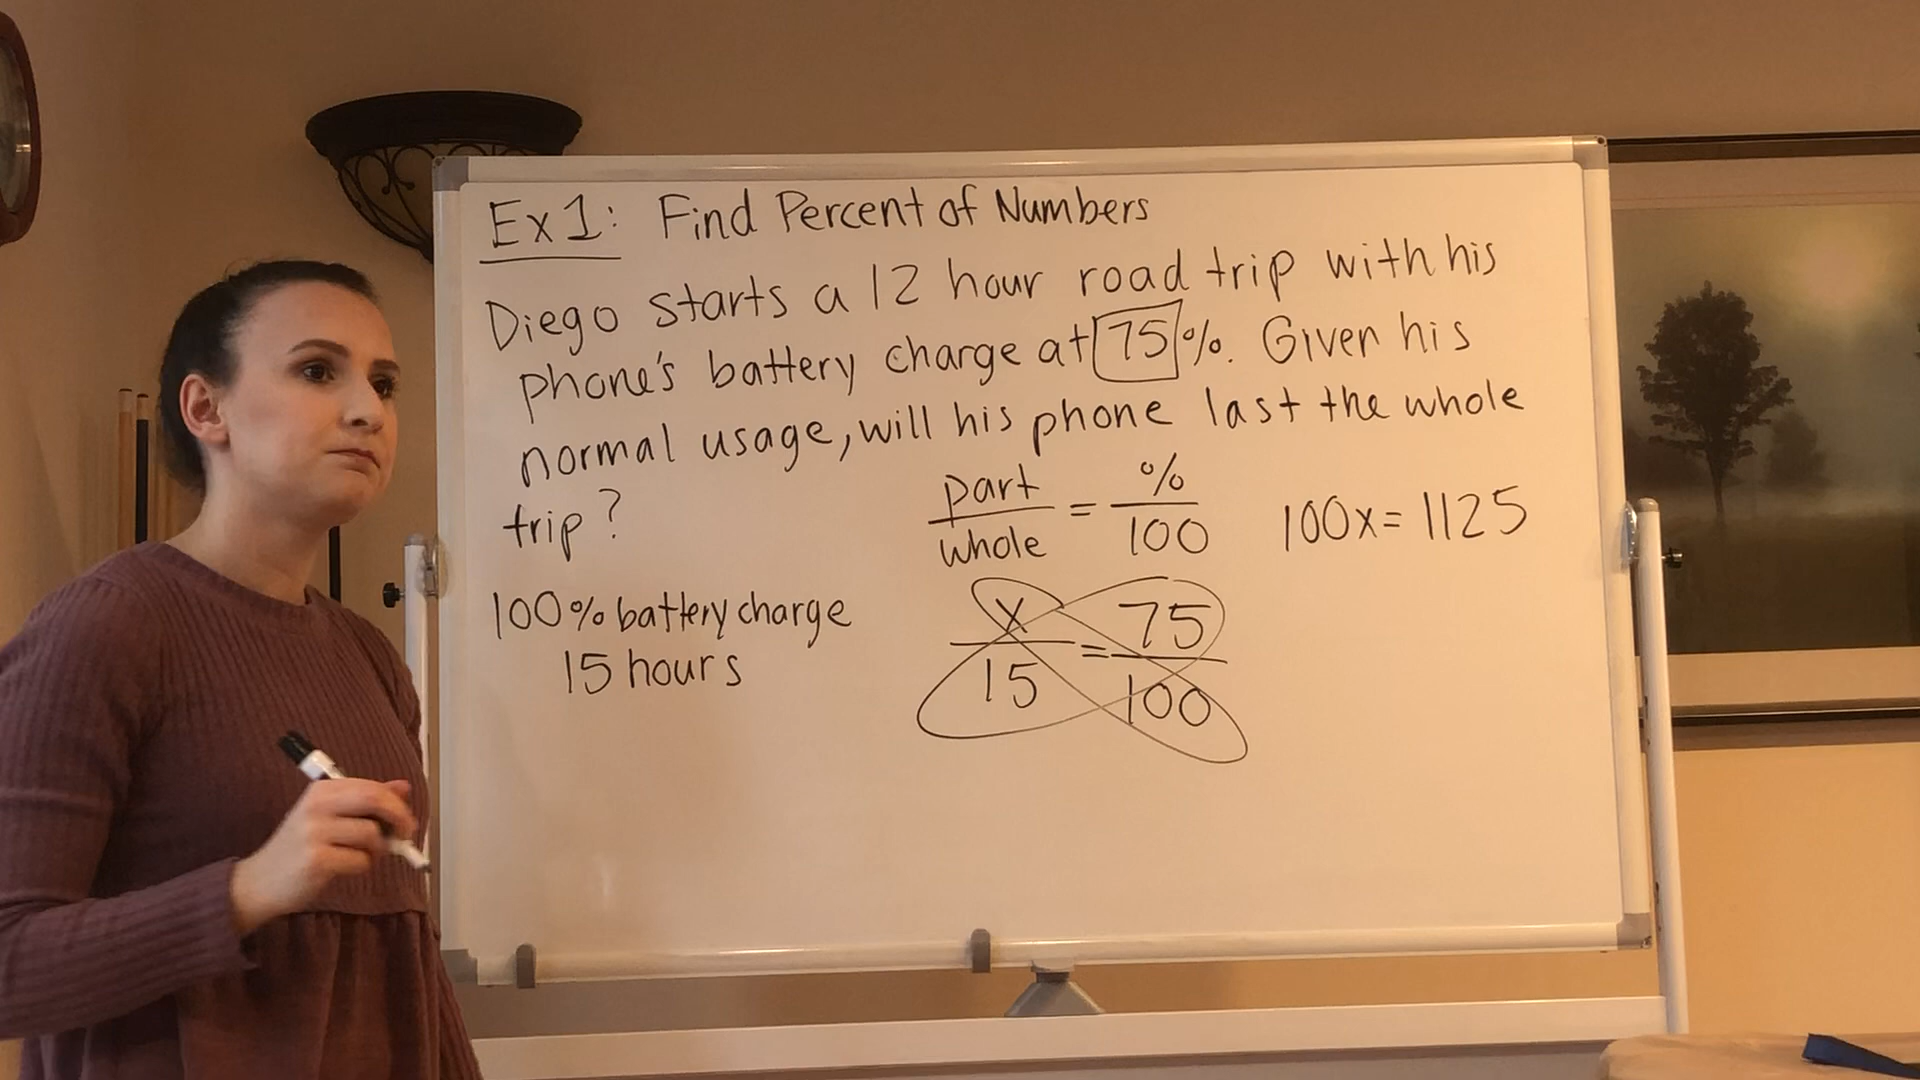 Ex 1: Find Percent of Numbers
Diego starts a 12 hour road trip with his
phone's battery charge at 75%. Given his
normal usage, will his phone last the whole
trip?
part/whole = %/100
100x = 1125
100% battery charge
15 hours
x/15 = 75/100